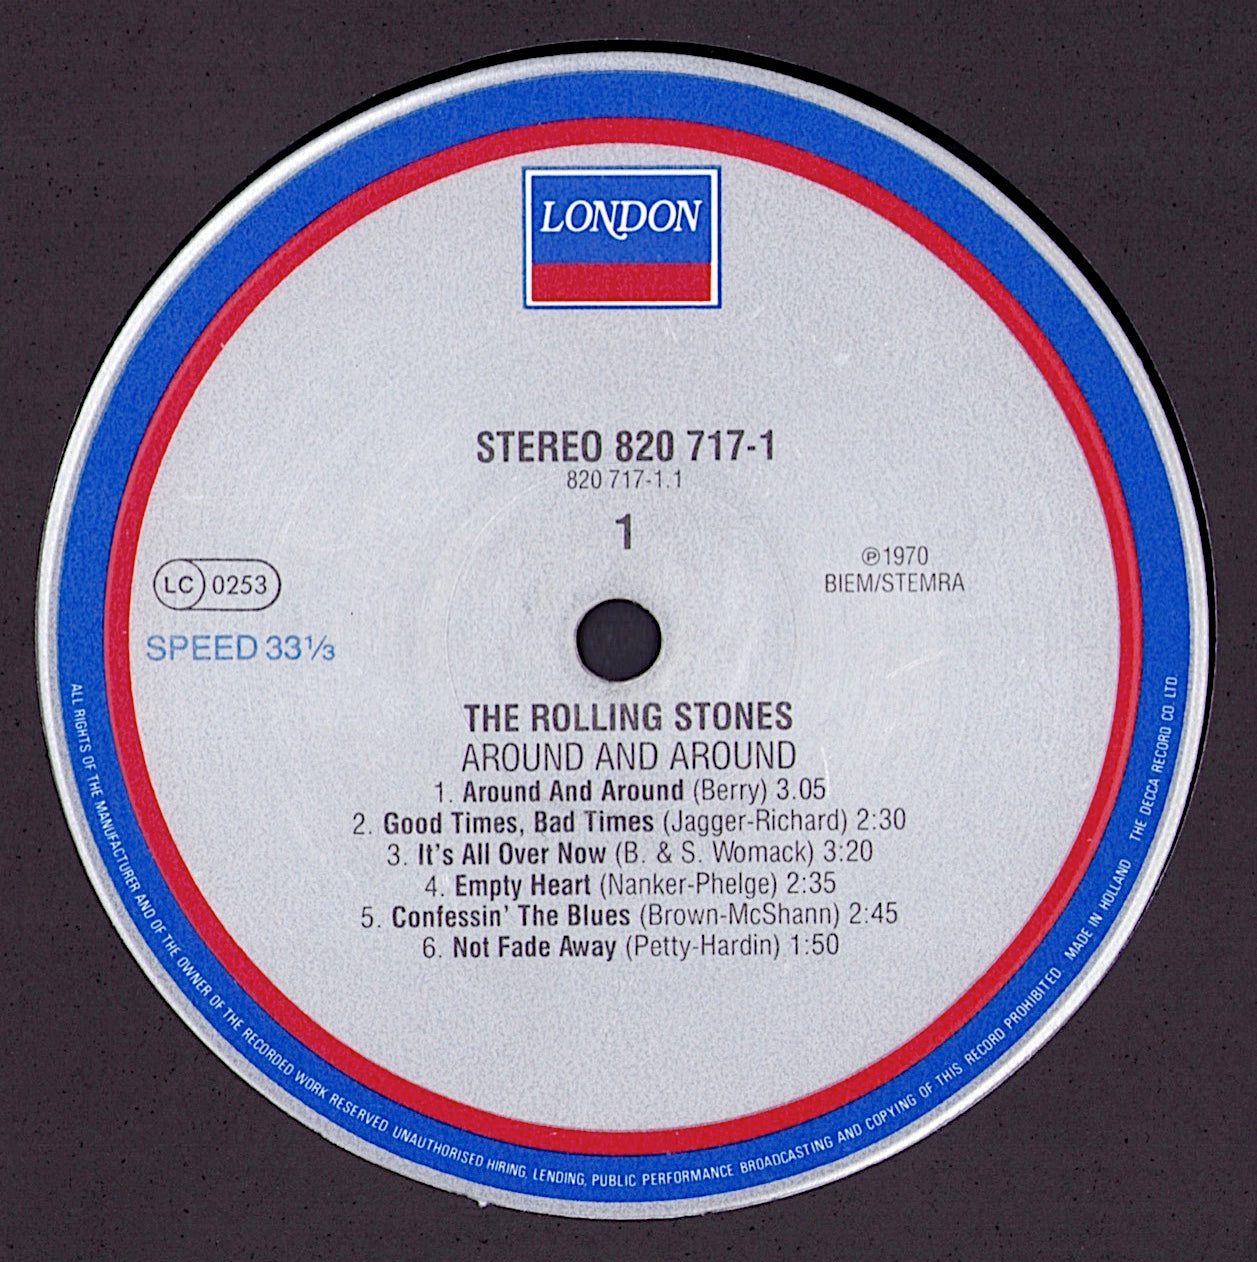 LONDON
STEREO 820 717-1
820 717-1.1
1
℗1970
BIEM/STEMRA
LC 0253
SPEED 33⅓
THE ROLLING STONES
AROUND AND AROUND
1. Around And Around (Berry) 3.05
2. Good Times, Bad Times (Jagger-Richard) 2:30
3. It's All Over Now (B. & S. Womack) 3:20
4. Empty Heart (Nanker-Phelge) 2:35
5. Confessin' The Blues (Brown-McShann) 2:45
6. Not Fade Away (Petty-Hardin) 1:50
ALL RIGHTS OF THE MANUFACTURER AND OF THE OWNER OF THE RECORDED WORK RESERVED UNAUTHORISED HIRING, LENDING, PUBLIC PERFORMANCE BROADCASTING AND COPYING OF THIS RECORD PROHIBITED MADE IN HOLLAND THE DECCA RECORD CO. LTD.